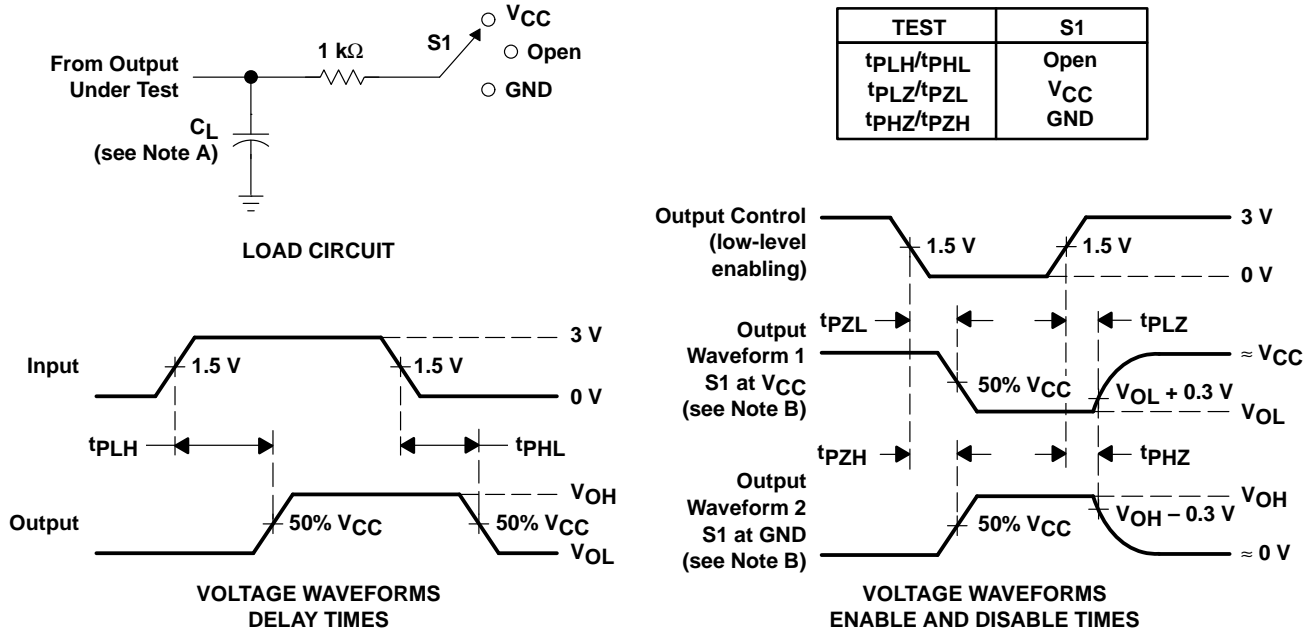 VCC
S1
Open
GND
1 kΩ
From Output
Under Test
CL
(see Note A)
LOAD CIRCUIT
TEST S1
tPLH/tPHL Open
tPLZ/tPZL VCC
tPHZ/tPZH GND
Input
3 V
1.5 V
1.5 V
0 V
tPLH
tPHL
Output
VOH
50% VCC
50% VCC
VOL
VOLTAGE WAVEFORMS
DELAY TIMES
Output Control
(low-level
enabling)
3 V
1.5 V
1.5 V
0 V
tPZL
tPLZ
Output
Waveform 1
S1 at VCC
(see Note B)
≈ VCC
50% VCC
VOL + 0.3 V
VOL
tPZH
tPHZ
Output
Waveform 2
S1 at GND
(see Note B)
VOH
50% VCC
VOH – 0.3 V
≈ 0 V
VOLTAGE WAVEFORMS
ENABLE AND DISABLE TIMES